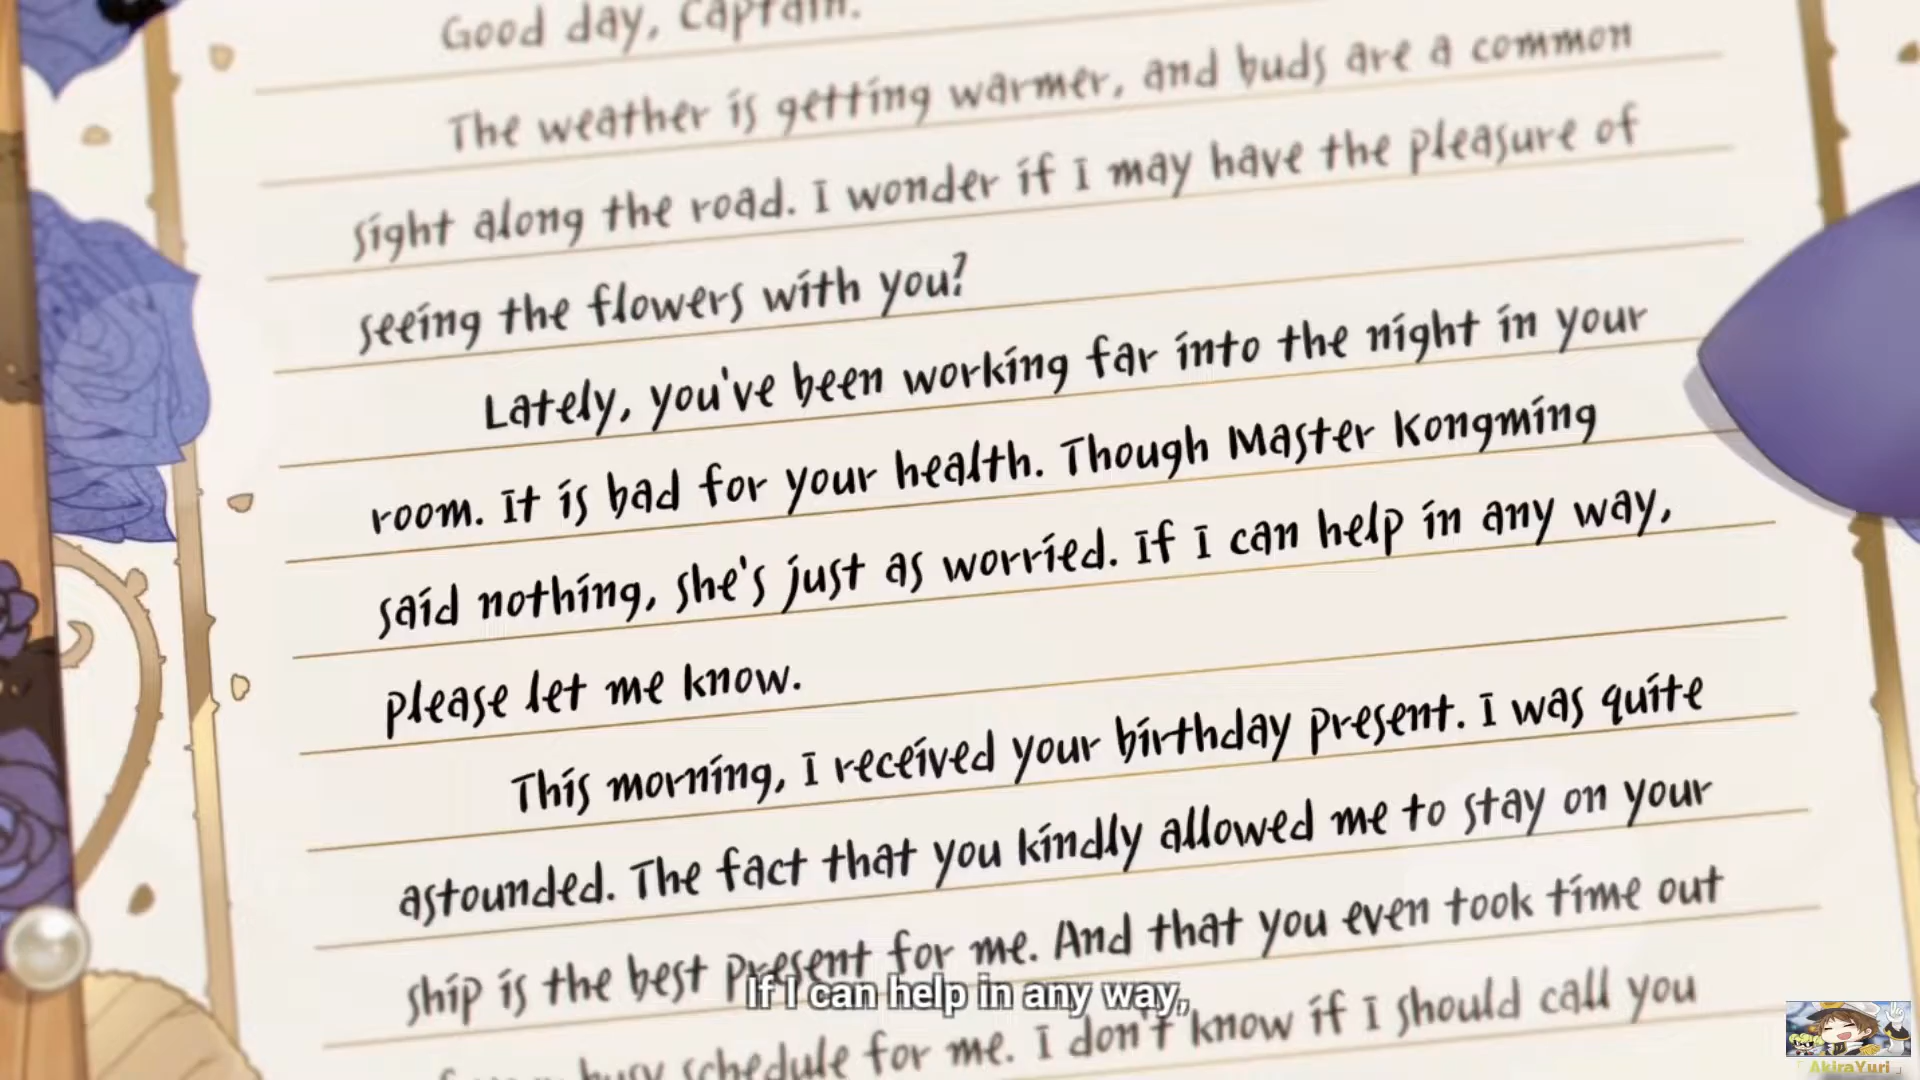 Good day, Captain.
The weather is getting warmer, and buds are a common
sight along the road. I wonder if I may have the pleasure of
seeing the flowers with you?
Lately, you've been working far into the night in your
room. It is bad for your health. Though Master Kongming
said nothing, she's just as worried. If I can help in any way,
please let me know.
This morning, I received your birthday present. I was quite
astounded. The fact that you kindly allowed me to stay on your
ship is the best present for me. And that you even took time out
If I can help in any way,
busy schedule for me. I don't know if I should call you
AkiraYuri